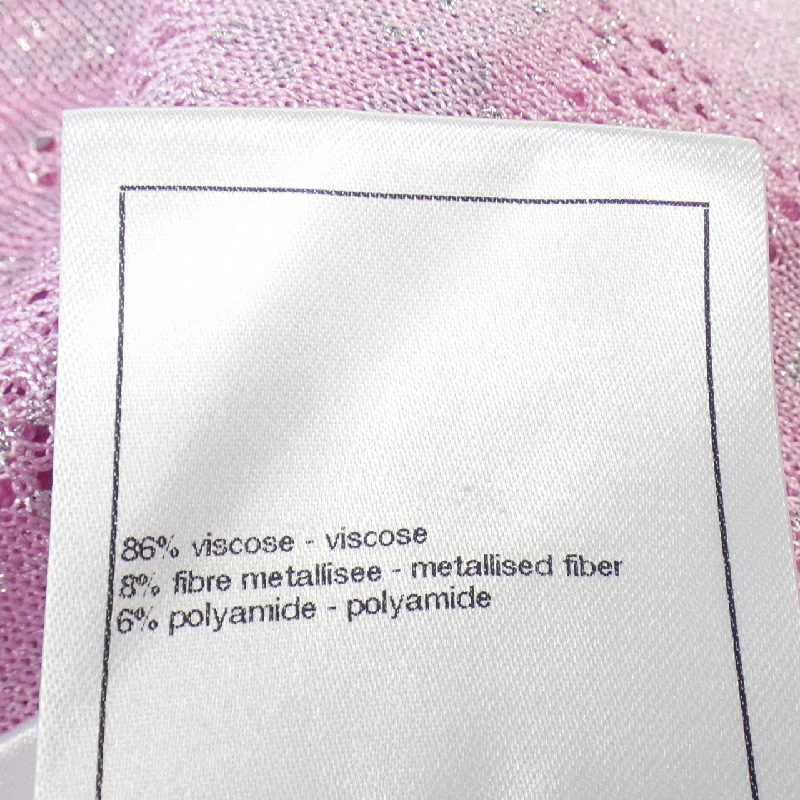 86% viscose - viscose
8% fibre metallisee - metallised fiber
6% polyamide - polyamide